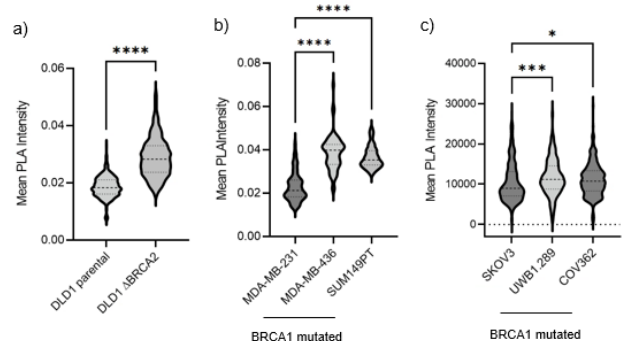 a)
****
Mean PLA Intensity
0.06
0.04
0.02
0.00
DLD1 parental
DLD1 ΔBRCA2
b)
****
****
Mean PLAIntensity
0.08
0.06
0.04
0.02
0.00
MDA-MB-231
MDA-MB-436
SUM149PT
BRCA1 mutated
c)
*
***
Mean PLA Intensity
40000
30000
20000
10000
0
SKOV3
UWB1.289
COV362
BRCA1 mutated